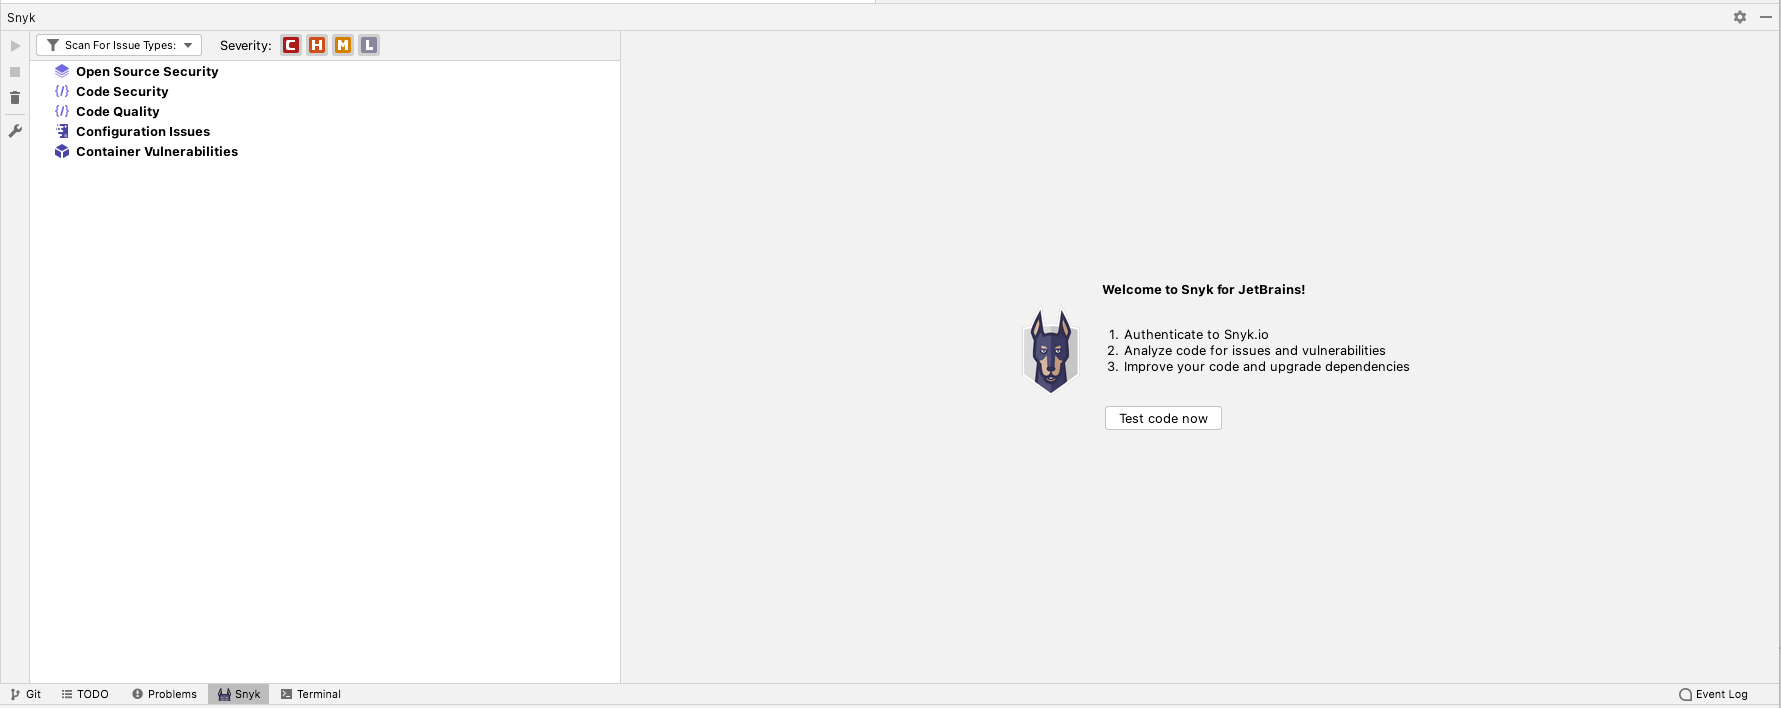 Snyk
Scan For Issue Types:
Severity: C H M L
Open Source Security
Code Security
Code Quality
Configuration Issues
Container Vulnerabilities
Welcome to Snyk for JetBrains!
1. Authenticate to Snyk.io
2. Analyze code for issues and vulnerabilities
3. Improve your code and upgrade dependencies
Test code now
Git TODO Problems Snyk Terminal Event Log